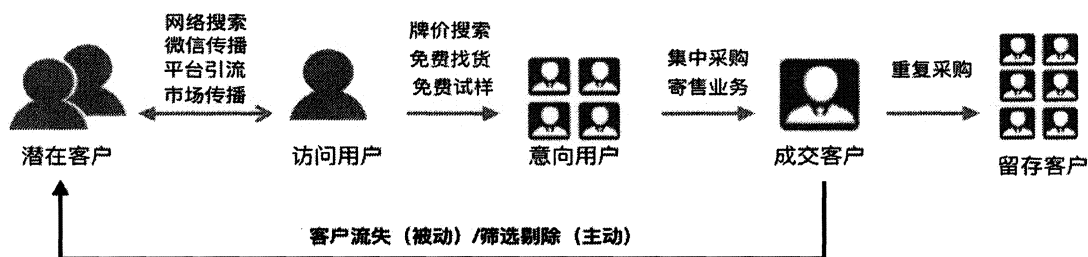 网络搜索
微信传播
平台引流
市场传播
牌价搜索
免费找货
免费试样
集中采购
寄售业务
重复采购
潜在客户
访问用户
意向用户
成交客户
留存客户
客户流失（被动）/筛选剔除（主动）